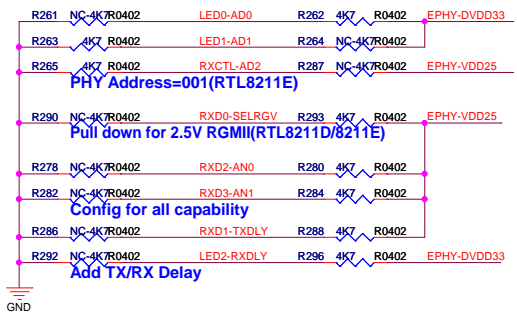 R261 NC-4K7 R0402 LED0-AD0 R262 4K7 R0402 EPHY-DVDD33
R263 4K7 R0402 LED1-AD1 R264 NC-4K7 R0402
R265 4K7 R0402 RXCTL-AD2 R287 NC-4K7 R0402 EPHY-VDD25
PHY Address=001(RTL8211E)
R290 NC-4K7 R0402 RXD0-SELRGV R293 4K7 R0402 EPHY-VDD25
Pull down for 2.5V RGMII(RTL8211D/8211E)
R278 NC-4K7 R0402 RXD2-AN0 R280 4K7 R0402
R282 NC-4K7 R0402 RXD3-AN1 R284 4K7 R0402
Config for all capability
R286 NC-4K7 R0402 RXD1-TXDLY R288 4K7 R0402
R292 NC-4K7 R0402 LED2-RXDLY R296 4K7 R0402 EPHY-DVDD33
Add TX/RX Delay
GND